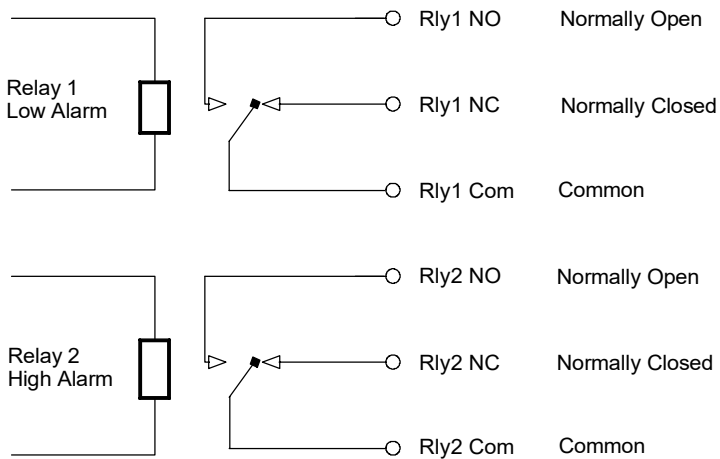 Rly1 NO Normally Open
Relay 1
Low Alarm
Rly1 NC Normally Closed
Rly1 Com Common
Rly2 NO Normally Open
Relay 2
High Alarm
Rly2 NC Normally Closed
Rly2 Com Common